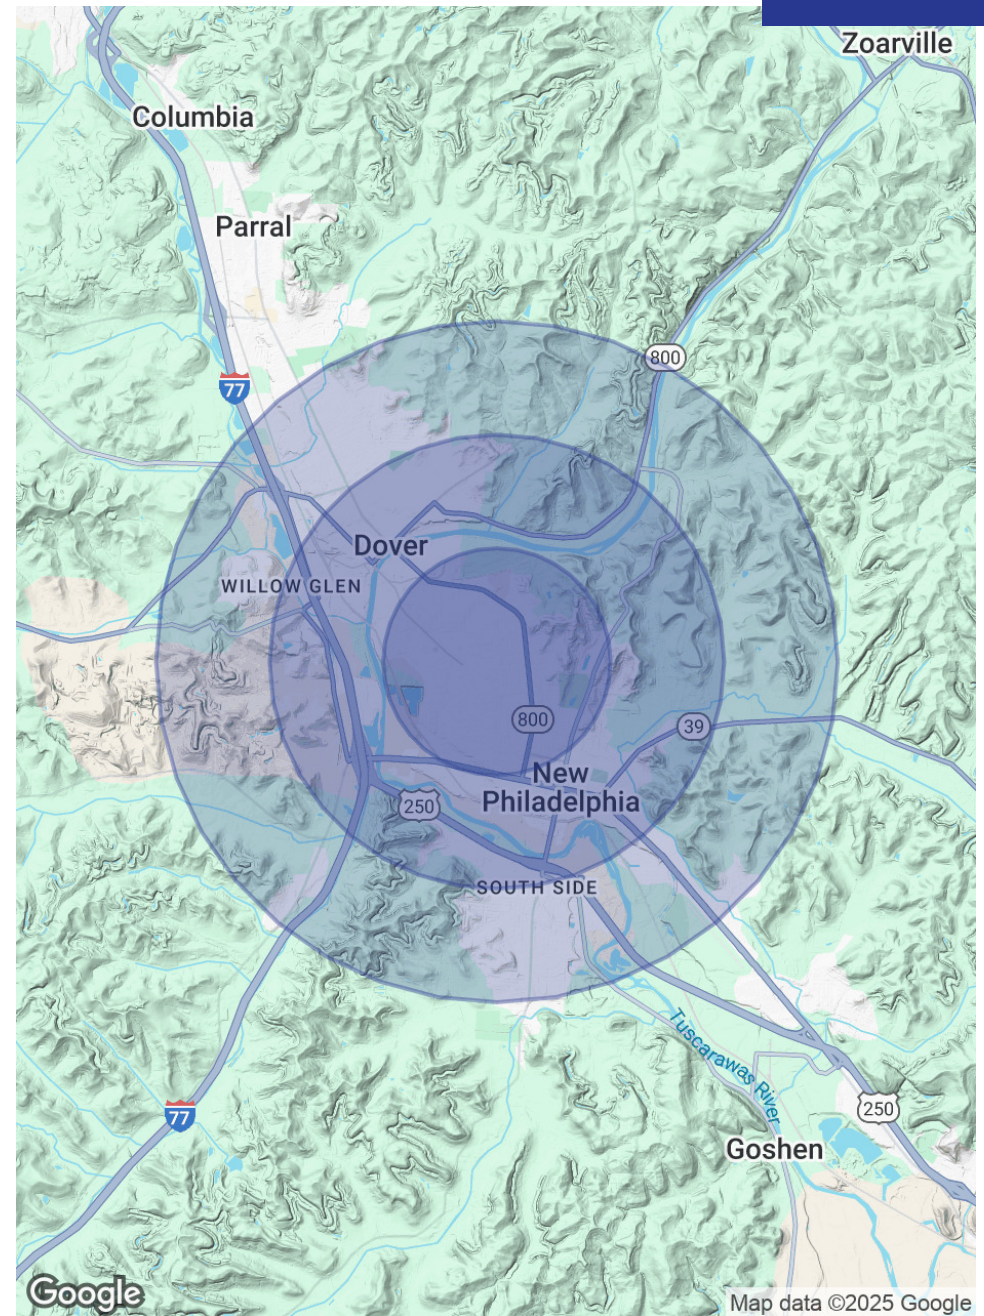 Zoarville
Columbia
Parral
800
77
Dover
WILLOW GLEN
800
39
New
Philadelphia
250
SOUTH SIDE
Tuscarawas River
77
250
Goshen
Google
Map data ©2025 Google